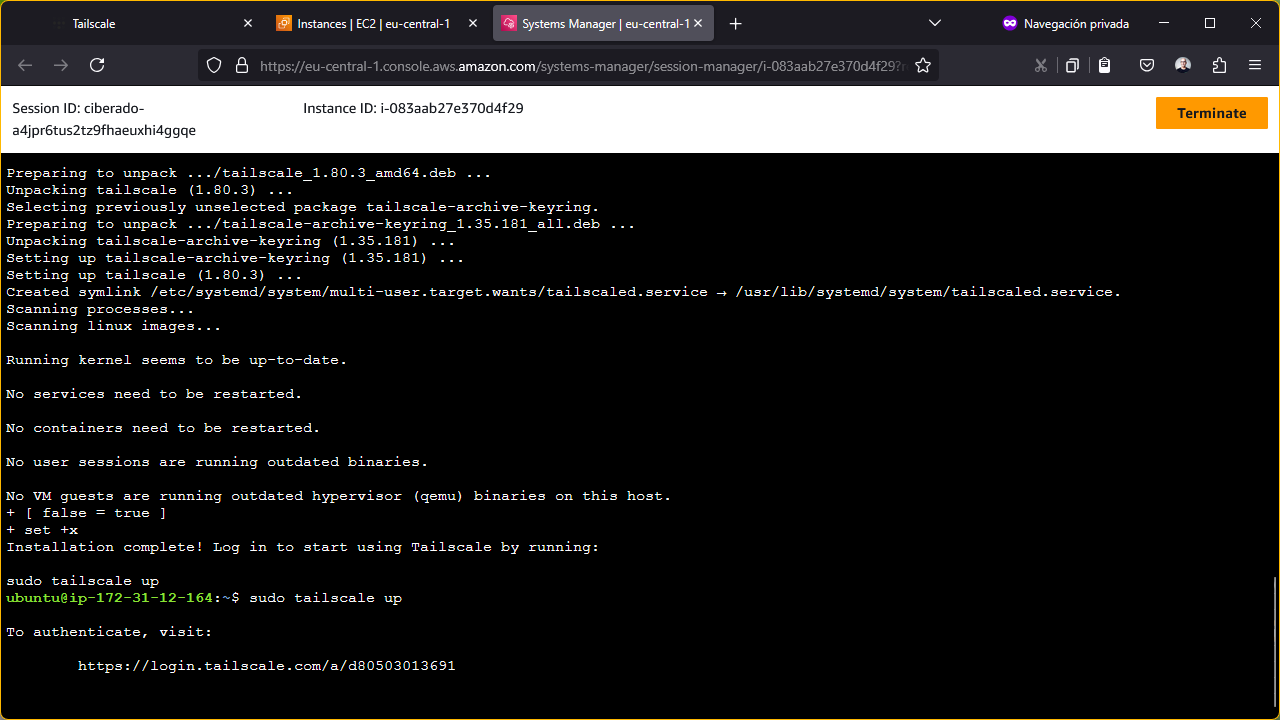 Tailscale
Instances | EC2 | eu-central-1
Systems Manager | eu-central-1
Navegación privada
https://eu-central-1.console.aws.amazon.com/systems-manager/session-manager/i-083aab27e370d4f29?r
Session ID: ciberado-
a4jpr6tus2tz9fhaeuxhi4ggqe
Instance ID: i-083aab27e370d4f29
Terminate
Preparing to unpack .../tailscale_1.80.3_amd64.deb ...
Unpacking tailscale (1.80.3) ...
Selecting previously unselected package tailscale-archive-keyring.
Preparing to unpack .../tailscale-archive-keyring_1.35.181_all.deb ...
Unpacking tailscale-archive-keyring (1.35.181) ...
Setting up tailscale-archive-keyring (1.35.181) ...
Setting up tailscale (1.80.3) ...
Created symlink /etc/systemd/system/multi-user.target.wants/tailscaled.service → /usr/lib/systemd/system/tailscaled.service.
Scanning processes...
Scanning linux images...
Running kernel seems to be up-to-date.
No services need to be restarted.
No containers need to be restarted.
No user sessions are running outdated binaries.
No VM guests are running outdated hypervisor (qemu) binaries on this host.
+ [ false = true ]
+ set +x
Installation complete! Log in to start using Tailscale by running:
sudo tailscale up
ubuntu@ip-172-31-12-164:~$ sudo tailscale up
To authenticate, visit:
https://login.tailscale.com/a/d80503013691